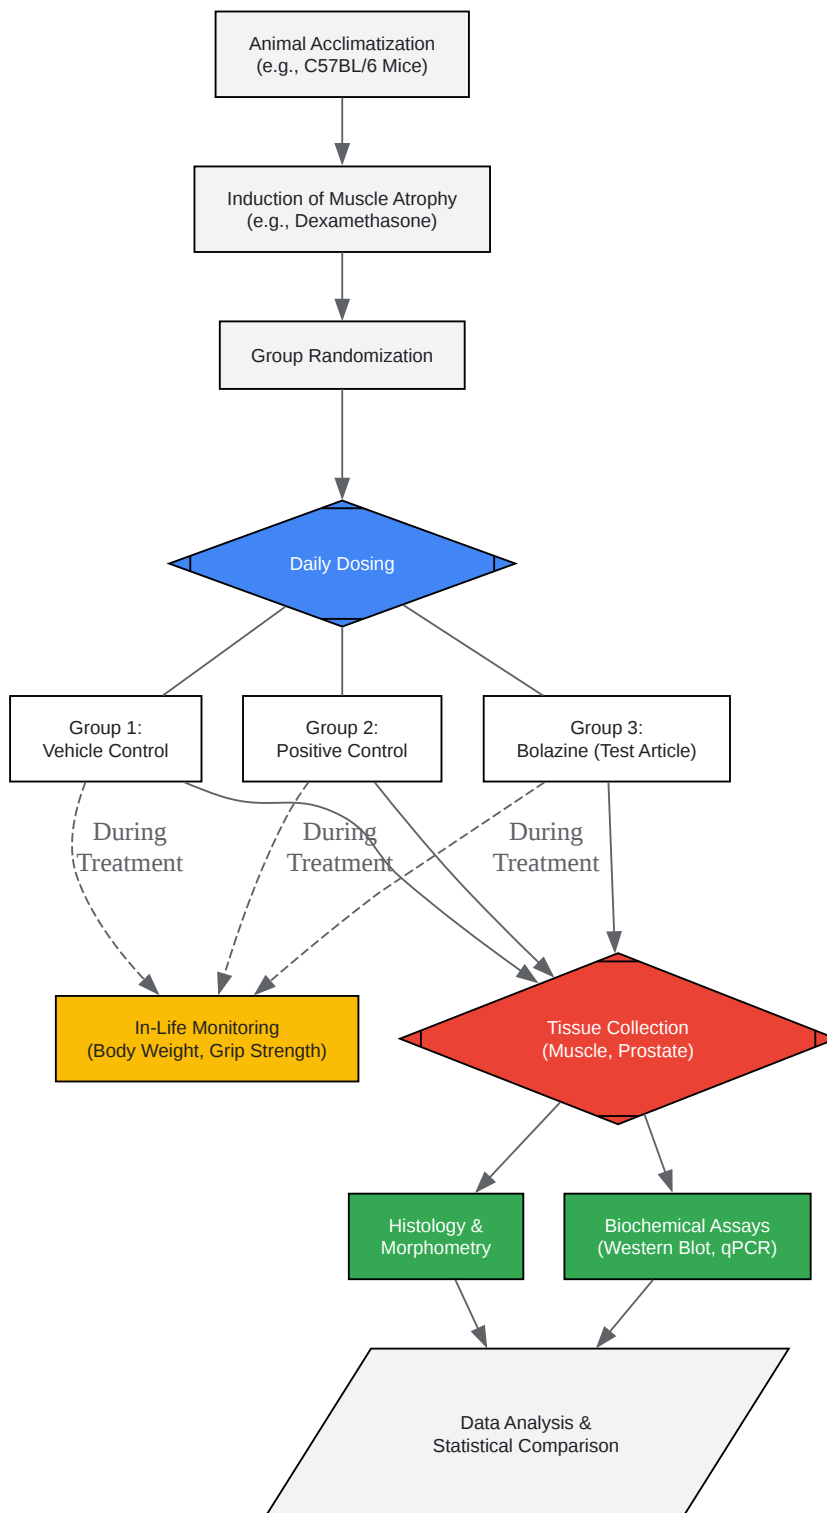 Animal Acclimatization
(e.g., C57BL/6 Mice)
Induction of Muscle Atrophy
(e.g., Dexamethasone)
Group Randomization
Daily Dosing
Group 1:
Vehicle Control
Group 2:
Positive Control
Group 3:
Bolazine (Test Article)
During
Treatment
During
Treatment
During
Treatment
In-Life Monitoring
(Body Weight, Grip Strength)
Tissue Collection
(Muscle, Prostate)
Histology &
Morphometry
Biochemical Assays
(Western Blot, qPCR)
Data Analysis &
Statistical Comparison